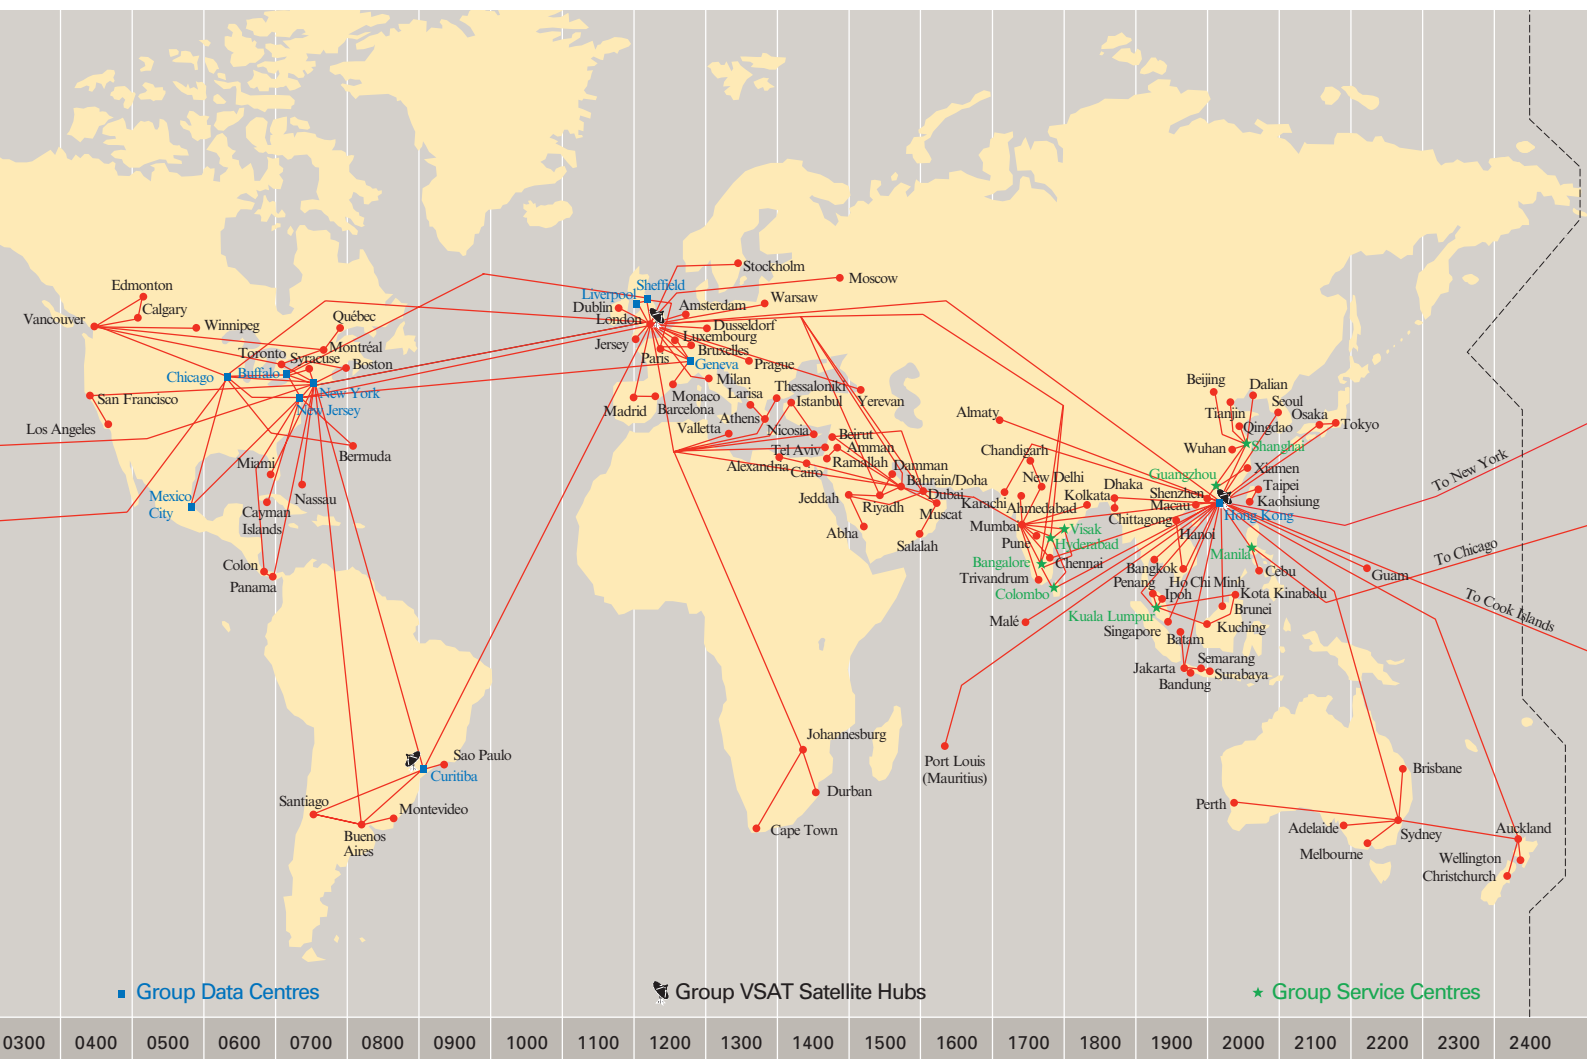 Stockholm
Moscow
Edmonton
Sheffield
Liverpool
Warsaw
Calgary
Dublin
Amsterdam
Vancouver
Winnipeg
Québec
London
Dusseldorf
Luxembourg
Jersey
Bruxelles
Montréal
Toronto
Syracuse
Boston
Paris
Geneva
Prague
Chicago
Buffalo
Milan
Beijing
Dalian
New York
San Francisco
New Jersey
Monaco
Larisa
Thessaloniki
Yerevan
Seoul
Madrid
Barcelona
Istanbul
Almaty
Tianjin
Osaka
Tokyo
Los Angeles
Valletta
Athens
Nicosia
Beirut
Qingdao
Bermuda
Tel Aviv
Amman
Chandigarh
Wuhan
Shanghai
Miami
Alexandria
Cairo
Ramallah
Damman
To New York
Xiamen
Guangzhou
Nassau
Bahrain/Doha
New Delhi
Dhaka
Taipei
Mexico
City
Jeddah
Dubai
Karachi
Kolkata
Shenzhen
Kaohsiung
Cayman
Islands
Riyadh
Muscat
Ahmedabad
Macau
Hong Kong
Abha
Salalah
Mumbai
Chittagong
Visak
Hanoi
Pune
Hyderabad
Manila
To Chicago
Colon
Bangalore
Chennai
Bangkok
Cebu
Guam
Panama
Trivandrum
Penang
Ho Chi Minh
Colombo
Ipoh
Kota Kinabalu
To Cook Islands
Malé
Kuala Lumpur
Brunei
Singapore
Kuching
Batam
Jakarta
Semarang
Surabaya
Bandung
Johannesburg
Sao Paulo
Port Louis
(Mauritius)
Curitiba
Brisbane
Santiago
Montevideo
Durban
Perth
Buenos
Aires
Cape Town
Adelaide
Sydney
Auckland
Melbourne
Wellington
Christchurch
Group Data Centres
Group VSAT Satellite Hubs
Group Service Centres
0300 0400 0500 0600 0700 0800 0900 1000 1100 1200 1300 1400 1500 1600 1700 1800 1900 2000 2100 2200 2300 2400